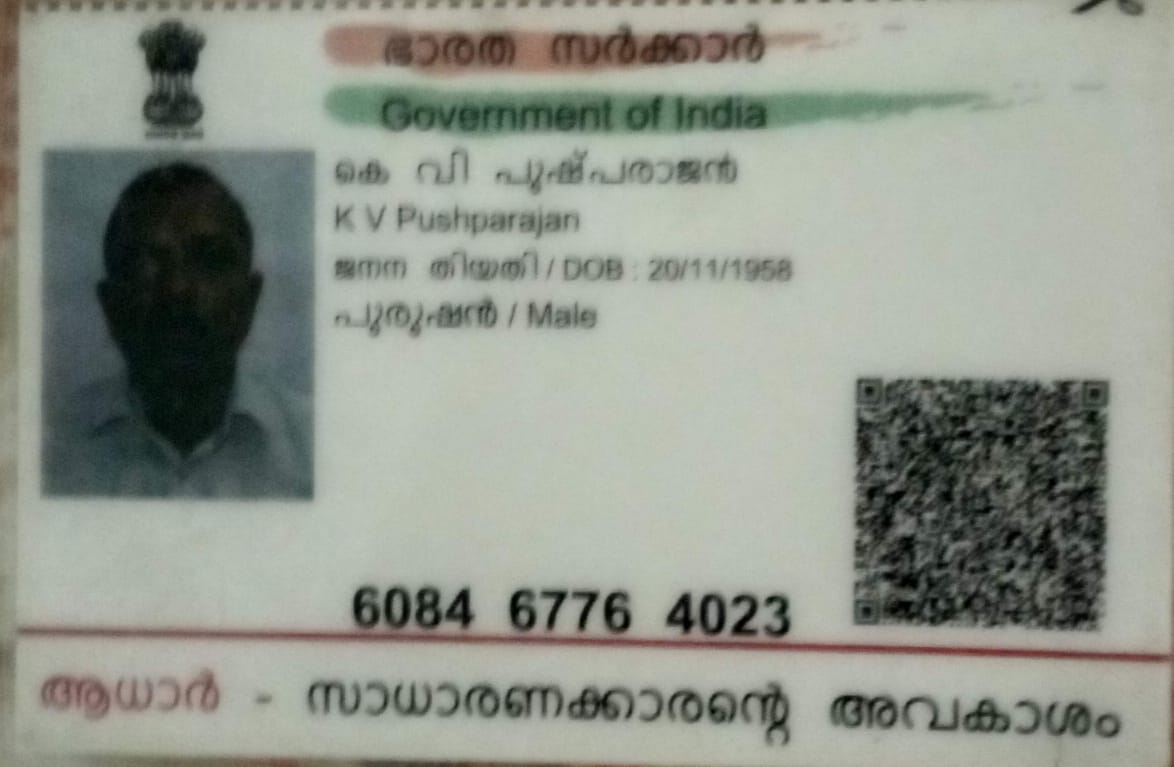 ഭാരത സർക്കാർ
Government of India
കെ വി പുഷ്പരാജൻ
K V Pushparajan
ജനന തിയതി / DOB : 20/11/1958
പുരുഷൻ / Male
6084 6776 4023
ആധാർ - സാധാരണക്കാരന്റെ അവകാശം